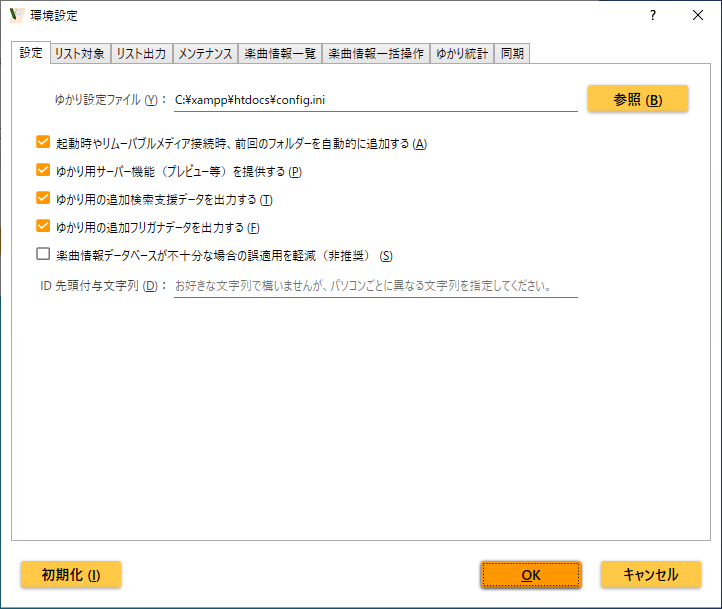 環境設定
?
設定 リスト対象 リスト出力 メンテナンス 楽曲情報一覧 楽曲情報一括操作 ゆかり統計 同期
ゆかり設定ファイル (Y) : C:¥xampp¥htdocs¥config.ini 参照 (B)
起動時やリムーバブルメディア接続時、前回のフォルダーを自動的に追加する (A)
ゆかり用サーバー機能（プレビュー等）を提供する (P)
ゆかり用の追加検索支援データを出力する (T)
ゆかり用の追加フリガナデータを出力する (F)
楽曲情報データベースが不十分な場合の誤適用を軽減（非推奨） (S)
ID 先頭付与文字列 (D) : お好きな文字列で構いませんが、パソコンごとに異なる文字列を指定してください。
初期化 (I) OK キャンセル